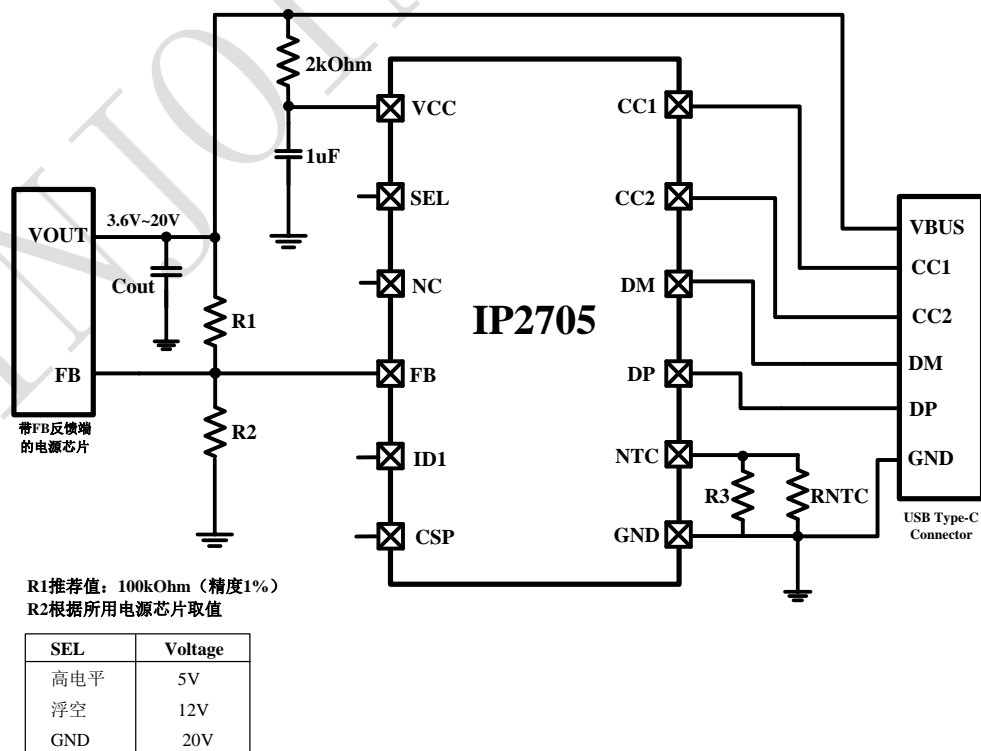 2kOhm
1uF
VCC
SEL
NC
FB
ID1
CSP
IP2705
CC1
CC2
DM
DP
NTC
GND
3.6V~20V
VOUT
Cout
R1
FB
R2
带FB反馈端
的电源芯片
R3
RNTC
VBUS
CC1
CC2
DM
DP
GND
USB Type-C
Connector
R1推荐值：100kOhm（精度1%）
R2根据所用电源芯片取值
SEL Voltage
高电平 5V
浮空 12V
GND 20V